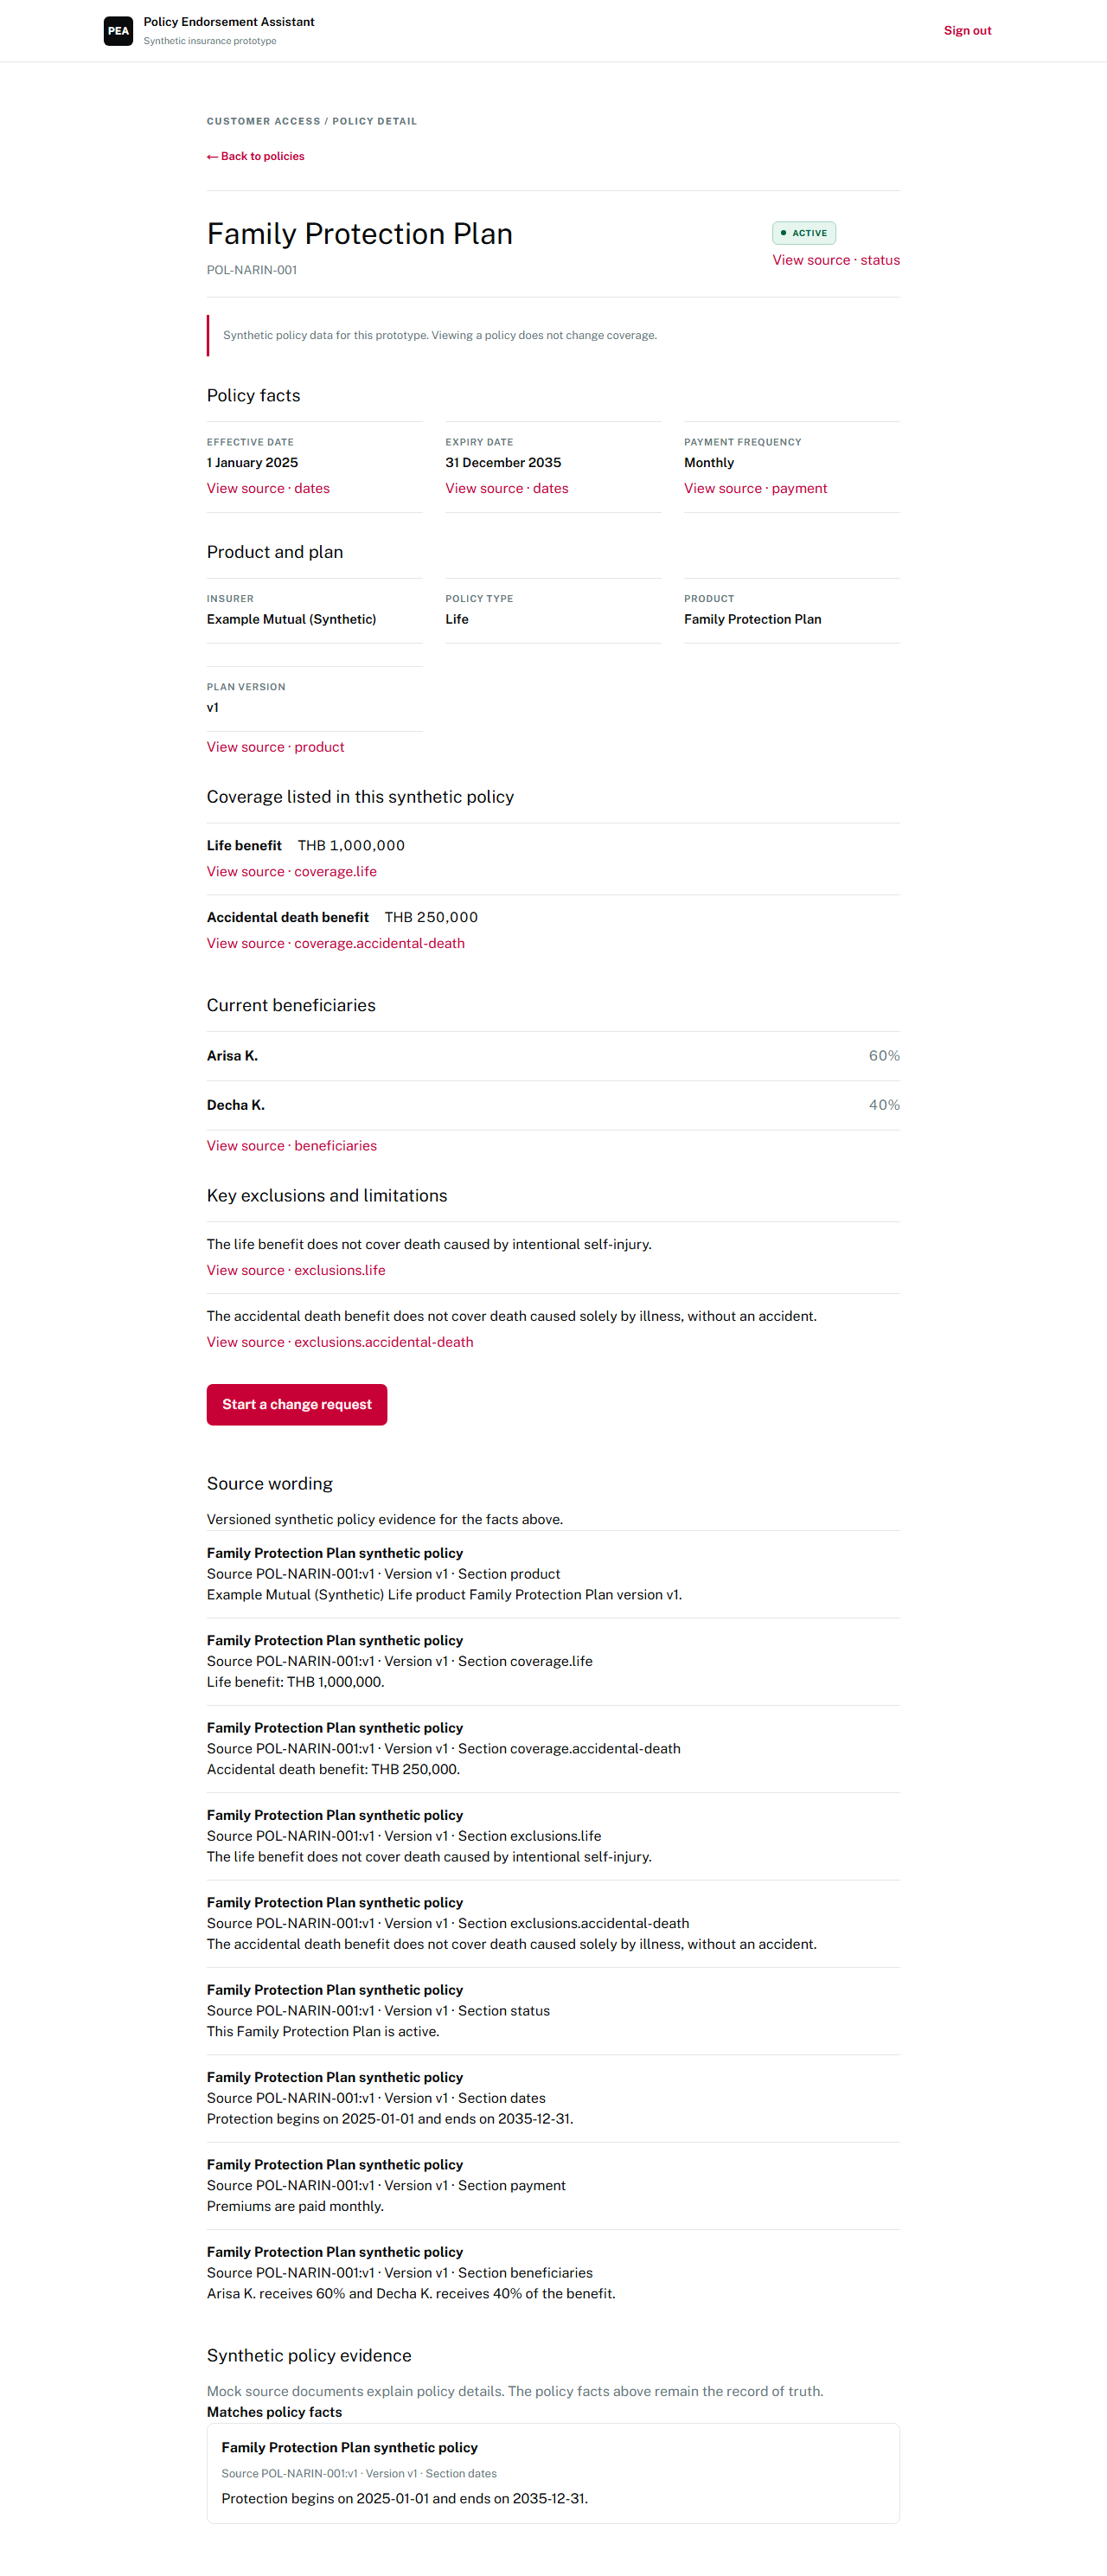 PEA
Policy Endorsement Assistant
Synthetic insurance prototype
Sign out
CUSTOMER ACCESS / POLICY DETAIL
← Back to policies
Family Protection Plan
POL-NARIN-001
ACTIVE
View source · status
Synthetic policy data for this prototype. Viewing a policy does not change coverage.
Policy facts
EFFECTIVE DATE
1 January 2025
View source · dates
EXPIRY DATE
31 December 2035
View source · dates
PAYMENT FREQUENCY
Monthly
View source · payment
Product and plan
INSURER
Example Mutual (Synthetic)
POLICY TYPE
Life
PRODUCT
Family Protection Plan
PLAN VERSION
v1
View source · product
Coverage listed in this synthetic policy
Life benefit THB 1,000,000
View source · coverage.life
Accidental death benefit THB 250,000
View source · coverage.accidental-death
Current beneficiaries
Arisa K. 60%
Decha K. 40%
View source · beneficiaries
Key exclusions and limitations
The life benefit does not cover death caused by intentional self-injury.
View source · exclusions.life
The accidental death benefit does not cover death caused solely by illness, without an accident.
View source · exclusions.accidental-death
Start a change request
Source wording
Versioned synthetic policy evidence for the facts above.
Family Protection Plan synthetic policy
Source POL-NARIN-001:v1 · Version v1 · Section product
Example Mutual (Synthetic) Life product Family Protection Plan version v1.
Family Protection Plan synthetic policy
Source POL-NARIN-001:v1 · Version v1 · Section coverage.life
Life benefit: THB 1,000,000.
Family Protection Plan synthetic policy
Source POL-NARIN-001:v1 · Version v1 · Section coverage.accidental-death
Accidental death benefit: THB 250,000.
Family Protection Plan synthetic policy
Source POL-NARIN-001:v1 · Version v1 · Section exclusions.life
The life benefit does not cover death caused by intentional self-injury.
Family Protection Plan synthetic policy
Source POL-NARIN-001:v1 · Version v1 · Section exclusions.accidental-death
The accidental death benefit does not cover death caused solely by illness, without an accident.
Family Protection Plan synthetic policy
Source POL-NARIN-001:v1 · Version v1 · Section status
This Family Protection Plan is active.
Family Protection Plan synthetic policy
Source POL-NARIN-001:v1 · Version v1 · Section dates
Protection begins on 2025-01-01 and ends on 2035-12-31.
Family Protection Plan synthetic policy
Source POL-NARIN-001:v1 · Version v1 · Section payment
Premiums are paid monthly.
Family Protection Plan synthetic policy
Source POL-NARIN-001:v1 · Version v1 · Section beneficiaries
Arisa K. receives 60% and Decha K. receives 40% of the benefit.
Synthetic policy evidence
Mock source documents explain policy details. The policy facts above remain the record of truth.
Matches policy facts
Family Protection Plan synthetic policy
Source POL-NARIN-001:v1 · Version v1 · Section dates
Protection begins on 2025-01-01 and ends on 2035-12-31.